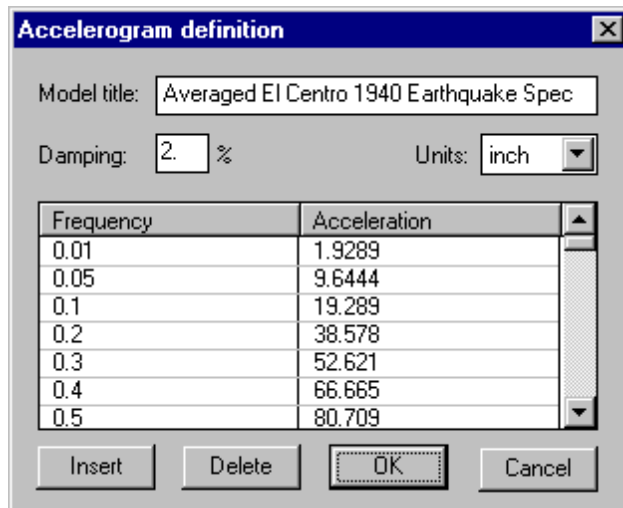 Accelerogram definition
Model title: Averaged El Centro 1940 Earthquake Spec
Damping: 2. % Units: inch
Frequency Acceleration
0.01 1.9289
0.05 9.6444
0.1 19.289
0.2 38.578
0.3 52.621
0.4 66.665
0.5 80.709
Insert Delete OK Cancel